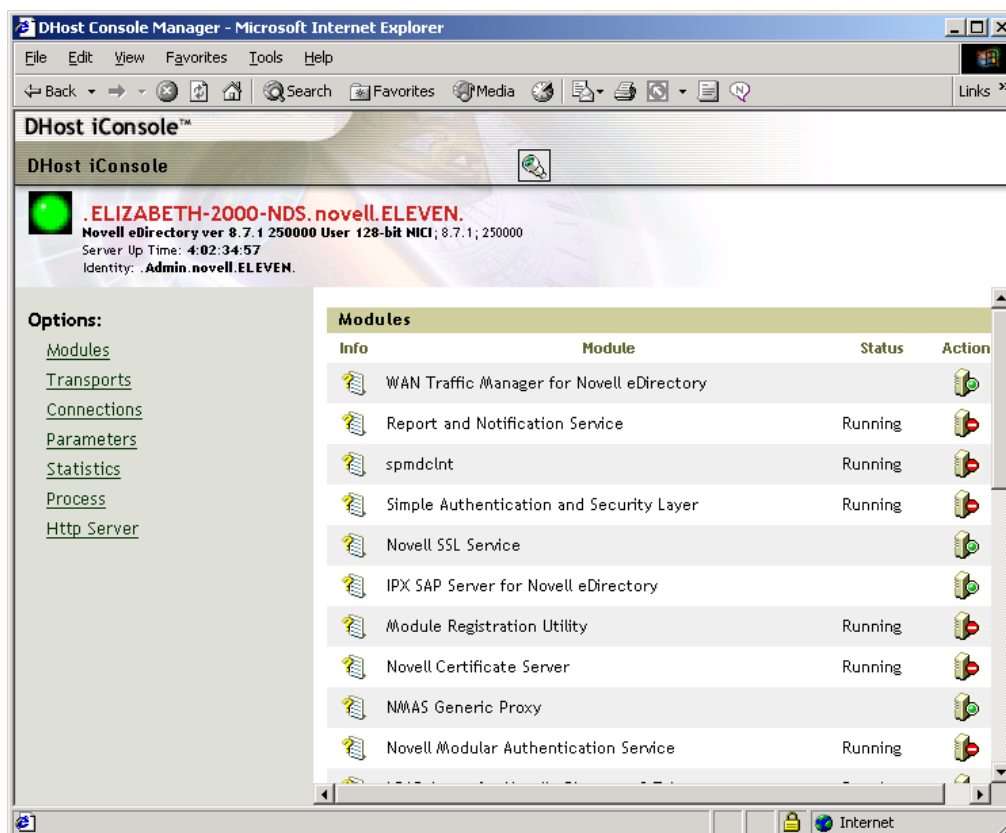 DHost Console Manager - Microsoft Internet Explorer
File Edit View Favorites Tools Help
Back Search Favorites Media Links »
DHost iConsole™
DHost iConsole
.ELIZABETH-2000-NDS.novell.ELEVEN.
Novell eDirectory ver 8.7.1 250000 User 128-bit NICI; 8.7.1; 250000
Server Up Time: 4:02:34:57
Identity: .Admin.novell.ELEVEN.
Options:
Modules
Transports
Connections
Parameters
Statistics
Process
Http Server
Modules
Info Module Status Action
WAN Traffic Manager for Novell eDirectory
Report and Notification Service Running
spmdclnt Running
Simple Authentication and Security Layer Running
Novell SSL Service
IPX SAP Server for Novell eDirectory
Module Registration Utility Running
Novell Certificate Server Running
NMAS Generic Proxy
Novell Modular Authentication Service Running
Internet